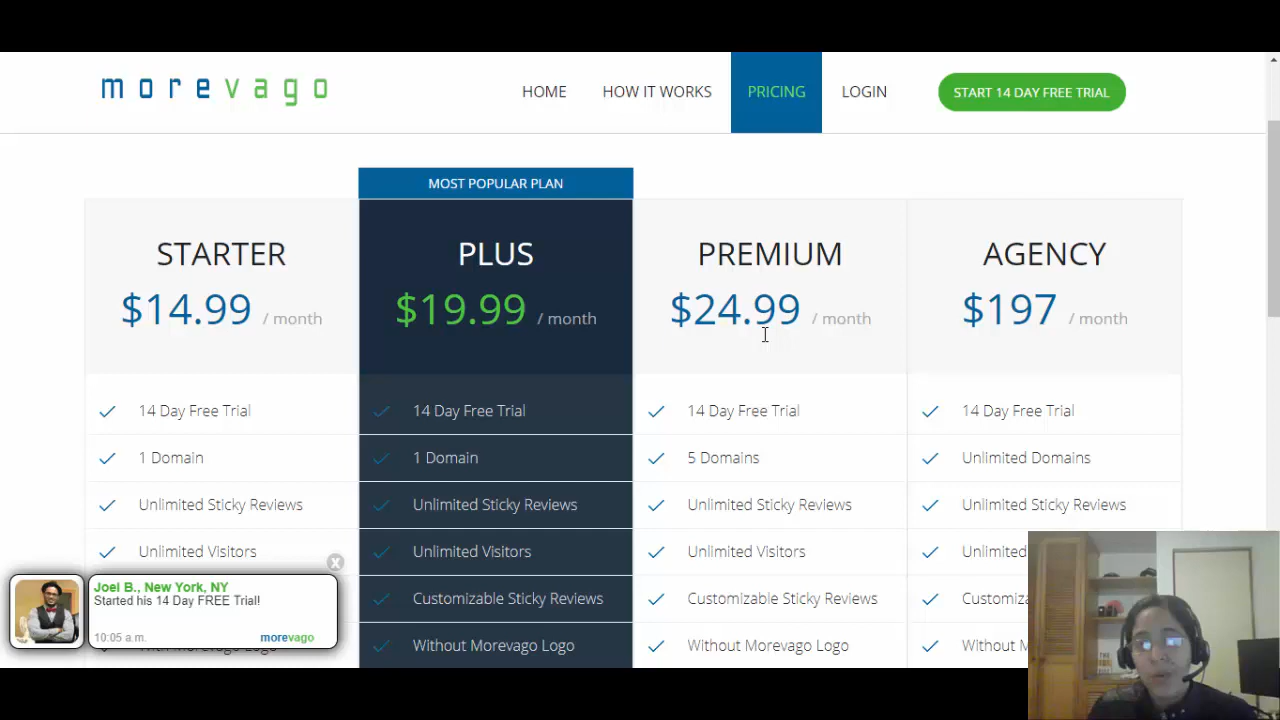 morevago
HOME
HOW IT WORKS
PRICING
LOGIN
START 14 DAY FREE TRIAL
MOST POPULAR PLAN
STARTER
$14.99 / month
14 Day Free Trial
1 Domain
Unlimited Sticky Reviews
Unlimited Visitors
PLUS
$19.99 / month
14 Day Free Trial
1 Domain
Unlimited Sticky Reviews
Unlimited Visitors
Customizable Sticky Reviews
Without Morevago Logo
PREMIUM
$24.99 / month
14 Day Free Trial
5 Domains
Unlimited Sticky Reviews
Unlimited Visitors
Customizable Sticky Reviews
Without Morevago Logo
AGENCY
$197 / month
14 Day Free Trial
Unlimited Domains
Unlimited Sticky Reviews
Unlimited
Without
X
Joel B., New York, NY
Started his 14 Day FREE Trial!
10:05 a.m.
morevago